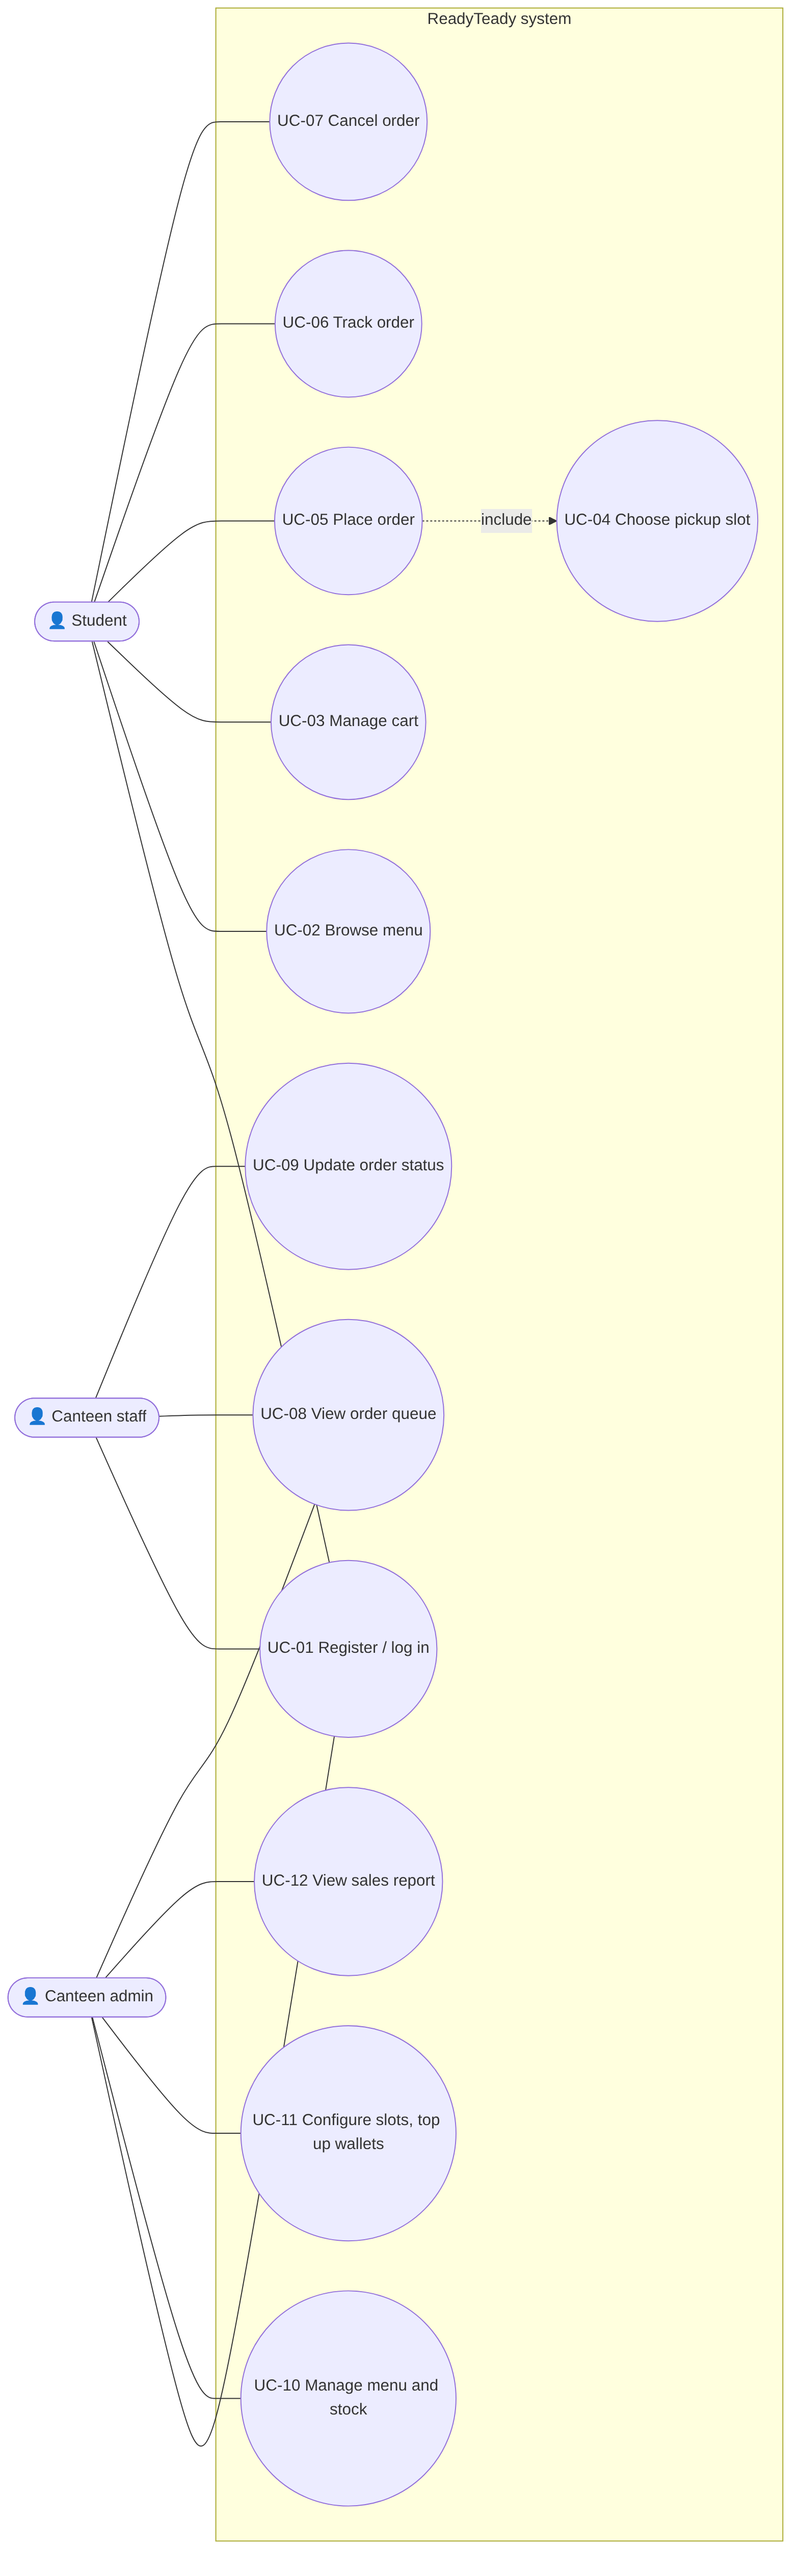 ReadyTeady system
UC-07 Cancel order
UC-06 Track order
UC-05 Place order
include
UC-04 Choose pickup slot
Student
UC-03 Manage cart
UC-02 Browse menu
UC-09 Update order status
Canteen staff
UC-08 View order queue
UC-01 Register / log in
UC-12 View sales report
Canteen admin
UC-11 Configure slots, top
up wallets
UC-10 Manage menu and
stock